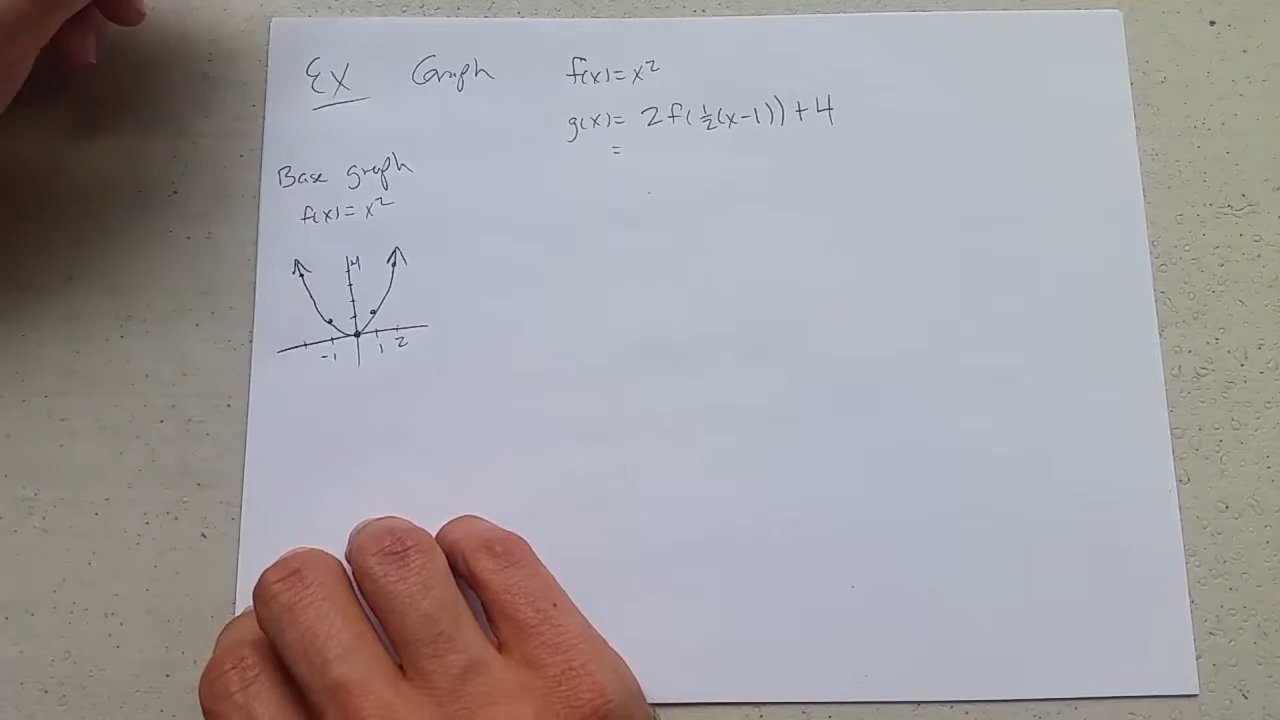 Ex Graph f(x) = x²
g(x) = 2f(½(x-1)) + 4
=
Base graph
f(x) = x²
4
-1 1 2